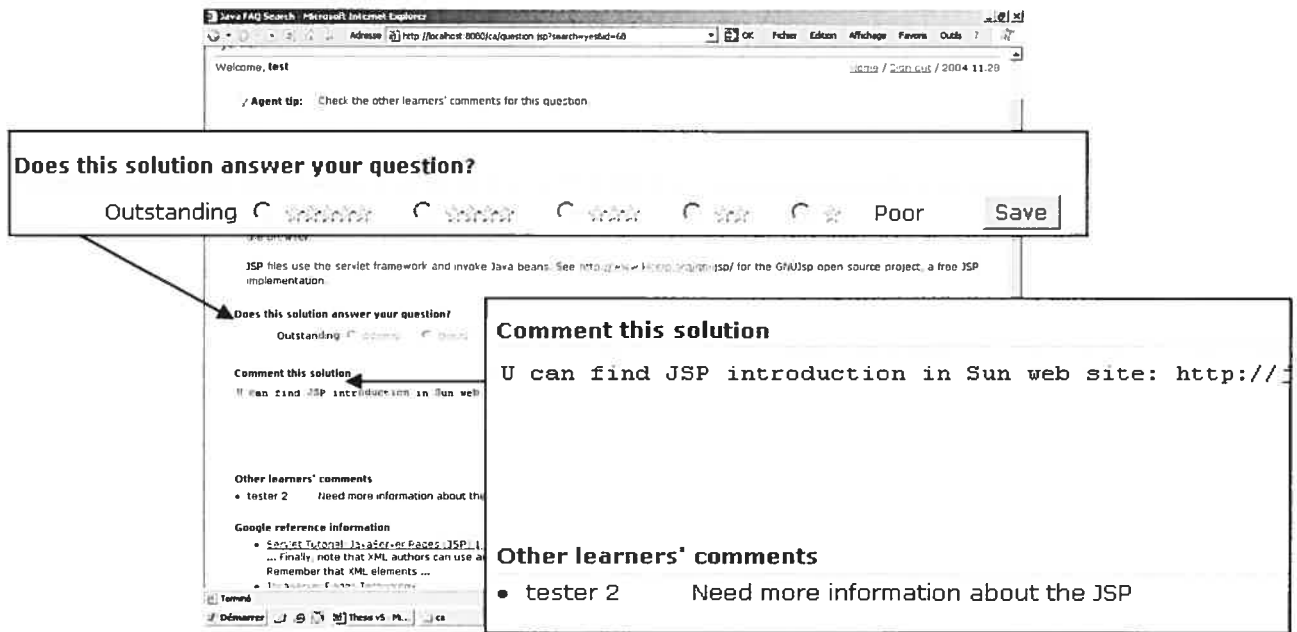 Java FAQ Search - Microsoft Internet Explorer
Adresse http://localhost:8080/ca/question.jsp?search=yes&id=60 OK Fichier Edition Affichage Favoris Outils ?
Welcome, test Home / Sign out / 2004.11.28
Agent tip: Check the other learners' comments for this question.
Does this solution answer your question?
Outstanding Poor Save
JSP files use the servlet framework and invoke Java beans. See jsp/ for the GNUJsp open source project, a free JSP
implementation
Does this solution answer your question?
Outstanding
Comment this solution
U can find JSP introduction in Sun web
Comment this solution
U can find JSP introduction in Sun web site: http://
Other learners' comments
• tester 2 Need more information about the
Google reference information
• Servlet Tutorial: JavaServer Pages (JSP)
... Finally, note that XML authors can use
Remember that XML elements ...
Other learners' comments
• tester 2 Need more information about the JSP
Terminé
Démarrer Thesis v5 - Mi... ca